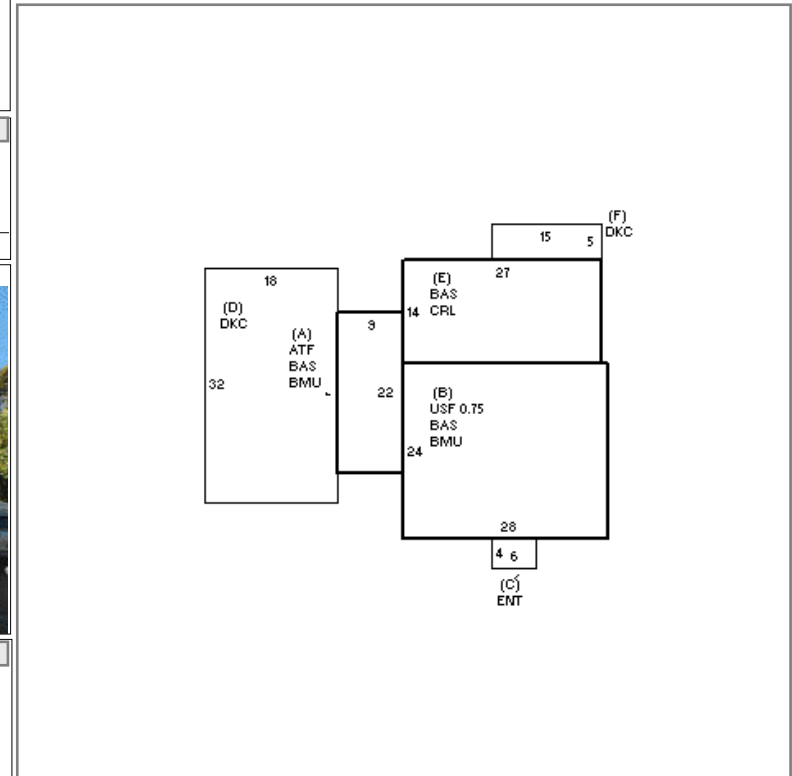 (F)
DKC
15
5
27
(E)
BAS
CRL
14
18
(D)
DKC
32
(A)
ATF
BAS
BMU
9
22
(B)
USF 0.75
BAS
BMU
24
28
4 6
(C)
ENT